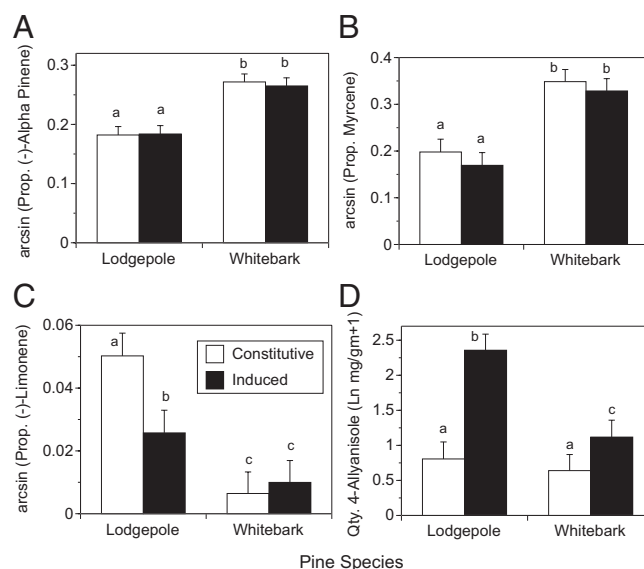 A
arcsin (Prop. (-)-Alpha Pinene)
0.3
0.2
0.1
0
a
a
b
b
Lodgepole
Whitebark
B
arcsin (Prop. Myrcene)
0.4
0.3
0.2
0.1
0
a
a
b
b
Lodgepole
Whitebark
C
arcsin (Prop. (-)-Limonene)
0.06
0.04
0.02
0.01
0
a
b
c
c
Constitutive
Induced
Lodgepole
Whitebark
D
Qty. 4-Allyanisole (Ln mg/gm+1)
2.5
2
1.5
1
0.5
0
a
b
a
c
Lodgepole
Whitebark
Pine Species